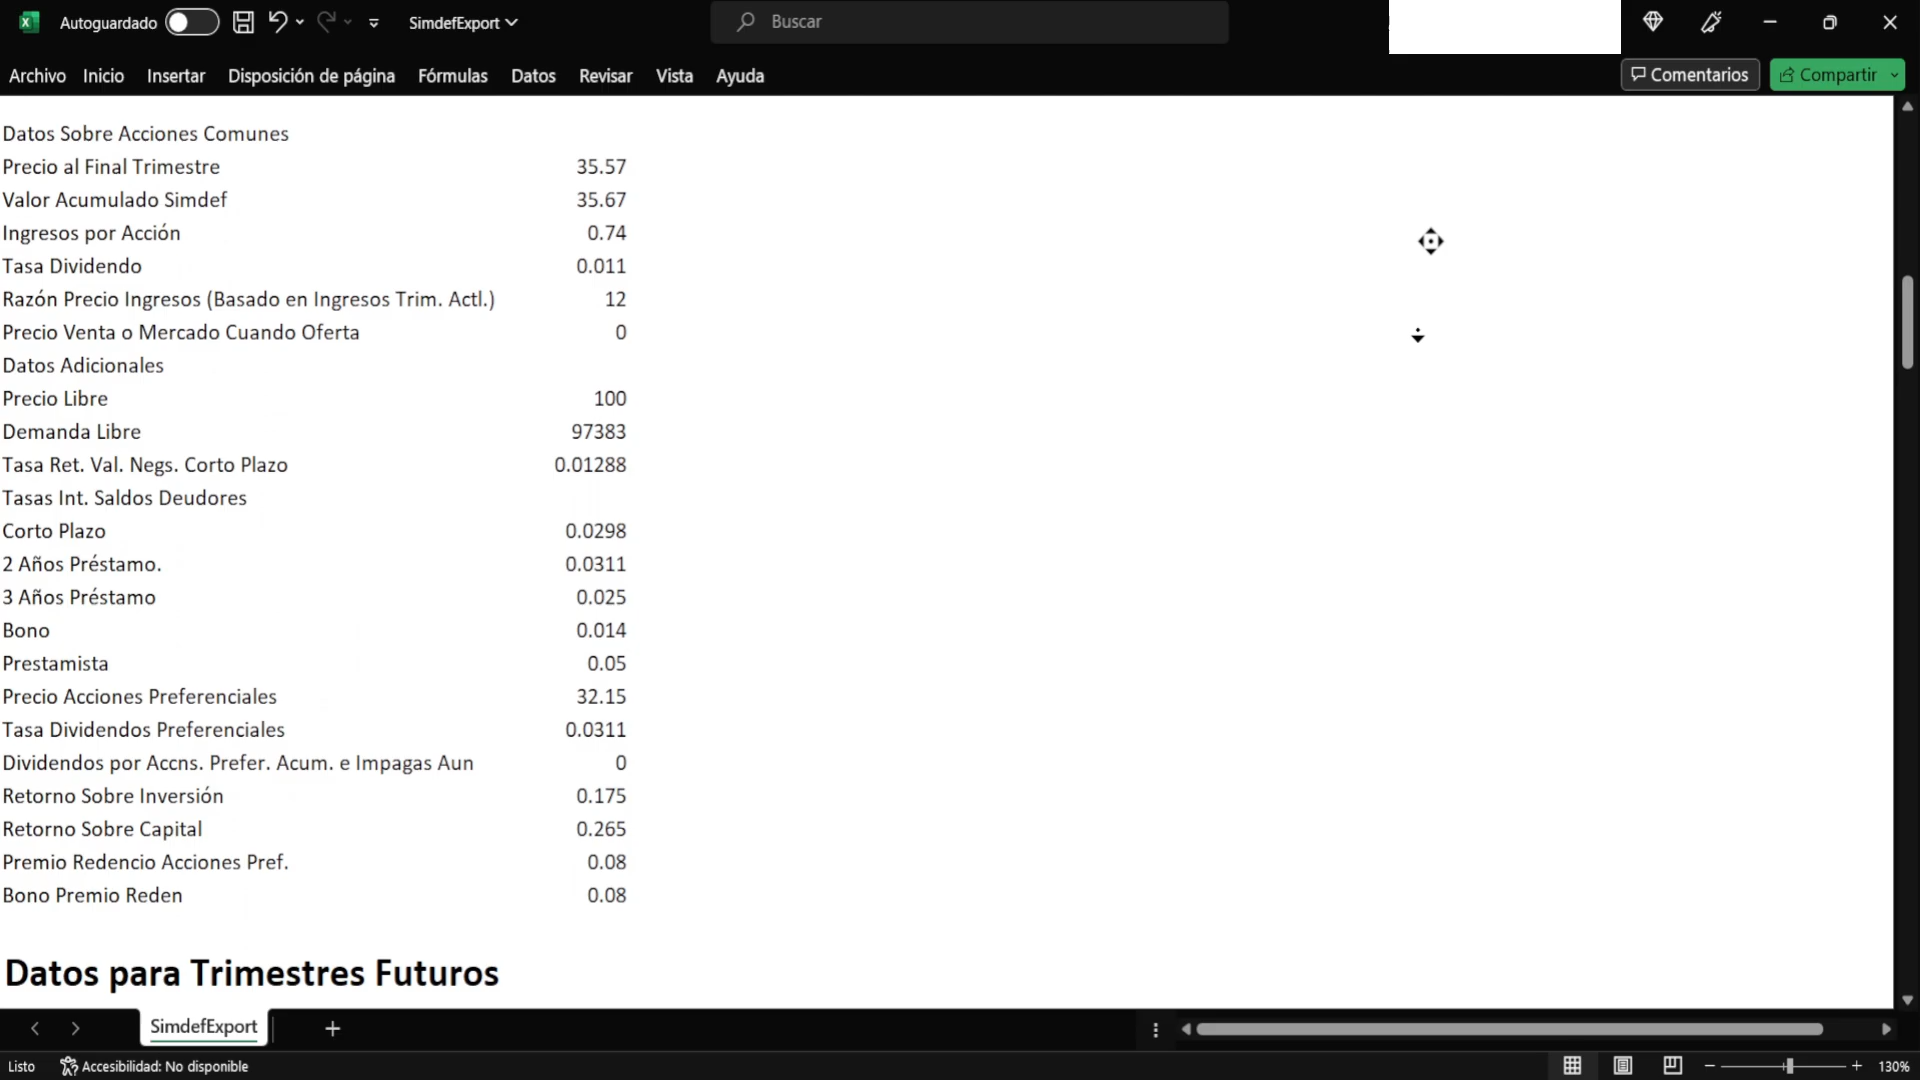 Autoguardado
SimdefExport
Buscar
Archivo Inicio Insertar Disposición de página Fórmulas Datos Revisar Vista Ayuda
Comentarios Compartir
Datos Sobre Acciones Comunes
Precio al Final Trimestre 35.57
Valor Acumulado Simdef 35.67
Ingresos por Acción 0.74
Tasa Dividendo 0.011
Razón Precio Ingresos (Basado en Ingresos Trim. Actl.) 12
Precio Venta o Mercado Cuando Oferta 0
Datos Adicionales
Precio Libre 100
Demanda Libre 97383
Tasa Ret. Val. Negs. Corto Plazo 0.01288
Tasas Int. Saldos Deudores
Corto Plazo 0.0298
2 Años Préstamo. 0.0311
3 Años Préstamo 0.025
Bono 0.014
Prestamista 0.05
Precio Acciones Preferenciales 32.15
Tasa Dividendos Preferenciales 0.0311
Dividendos por Accns. Prefer. Acum. e Impagas Aun 0
Retorno Sobre Inversión 0.175
Retorno Sobre Capital 0.265
Premio Redencio Acciones Pref. 0.08
Bono Premio Reden 0.08
Datos para Trimestres Futuros
SimdefExport
Listo
Accesibilidad: No disponible
130%